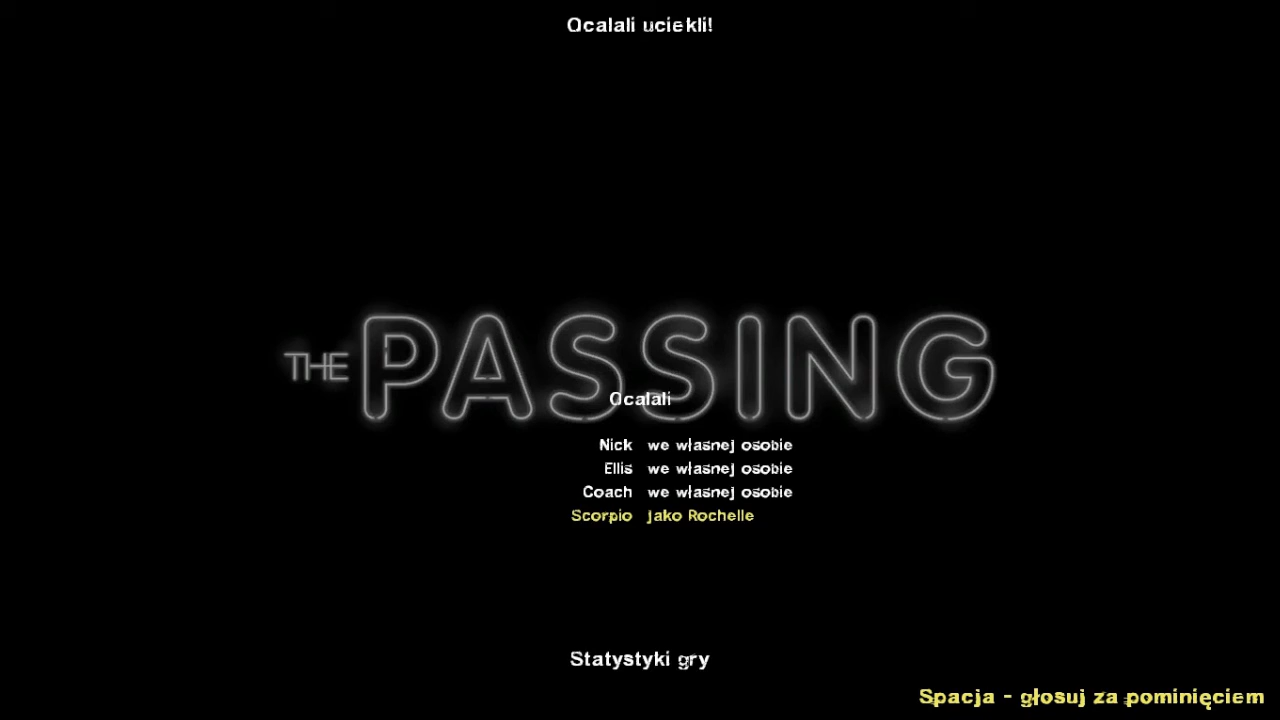 Ocalali uciekli!
THE PASSING
Ocalali
Nick we własnej osobie
Ellis we własnej osobie
Coach we własnej osobie
Scorpio jako Rochelle
Statystyki gry
Spacja - głosuj za pominięciem